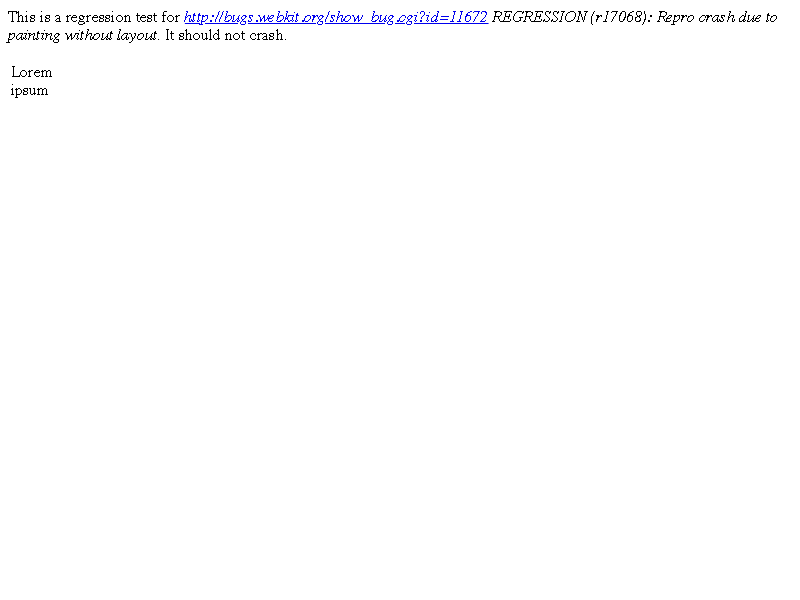 This is a regression test for http://bugs.webkit.org/show_bug.cgi?id=11672 REGRESSION (r17068): Repro crash due to
painting without layout. It should not crash.
Lorem
ipsum